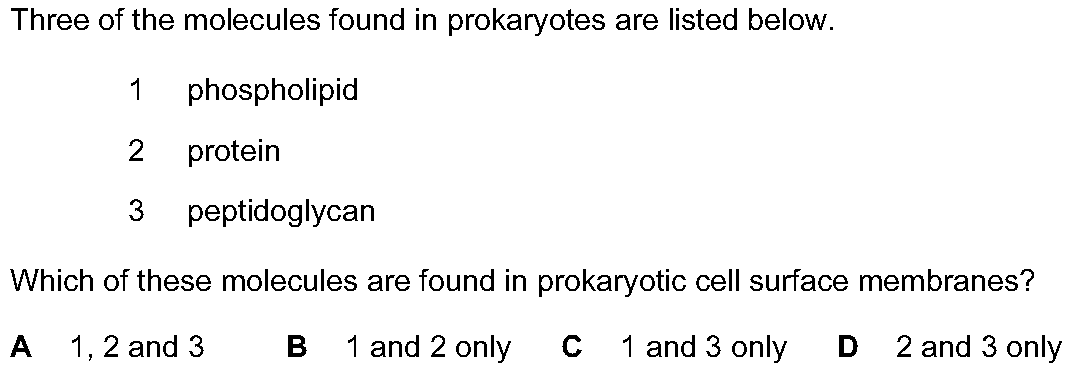 Three of the molecules found in prokaryotes are listed below.
1 phospholipid
2 protein
3 peptidoglycan
Which of these molecules are found in prokaryotic cell surface membranes?
A 1, 2 and 3 B 1 and 2 only C 1 and 3 only D 2 and 3 only